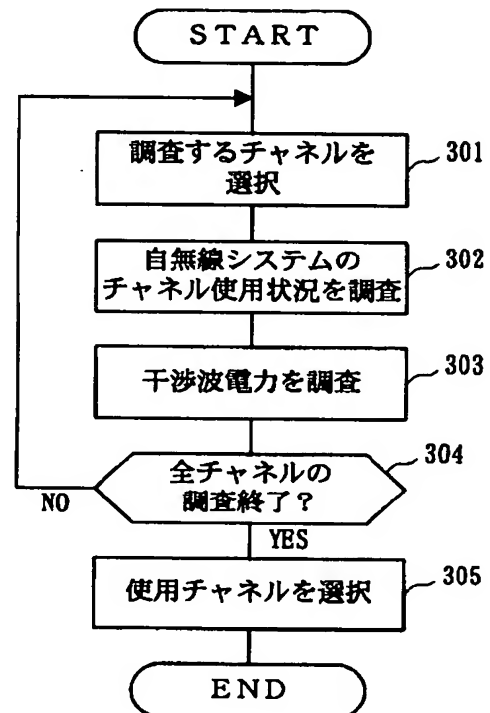 START
調査するチャネルを
選択
301
自無線システムの
チャネル使用状況を調査
302
干渉波電力を調査
303
全チャネルの
調査終了?
304
NO
YES
使用チャネルを選択
305
END